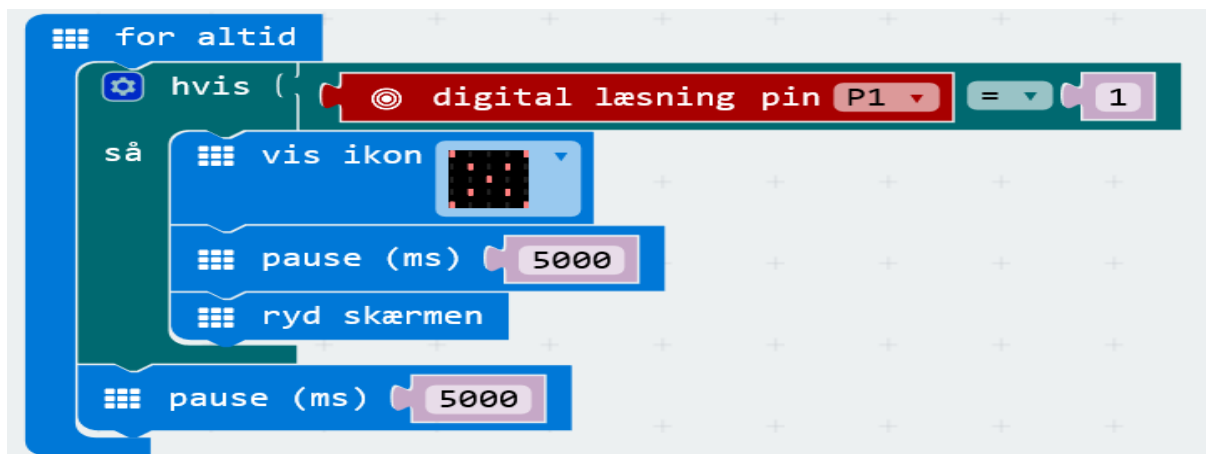 for altid
hvis ( digital læsning pin P1 = 1
så vis ikon
pause (ms) 5000
ryd skærmen
pause (ms) 5000